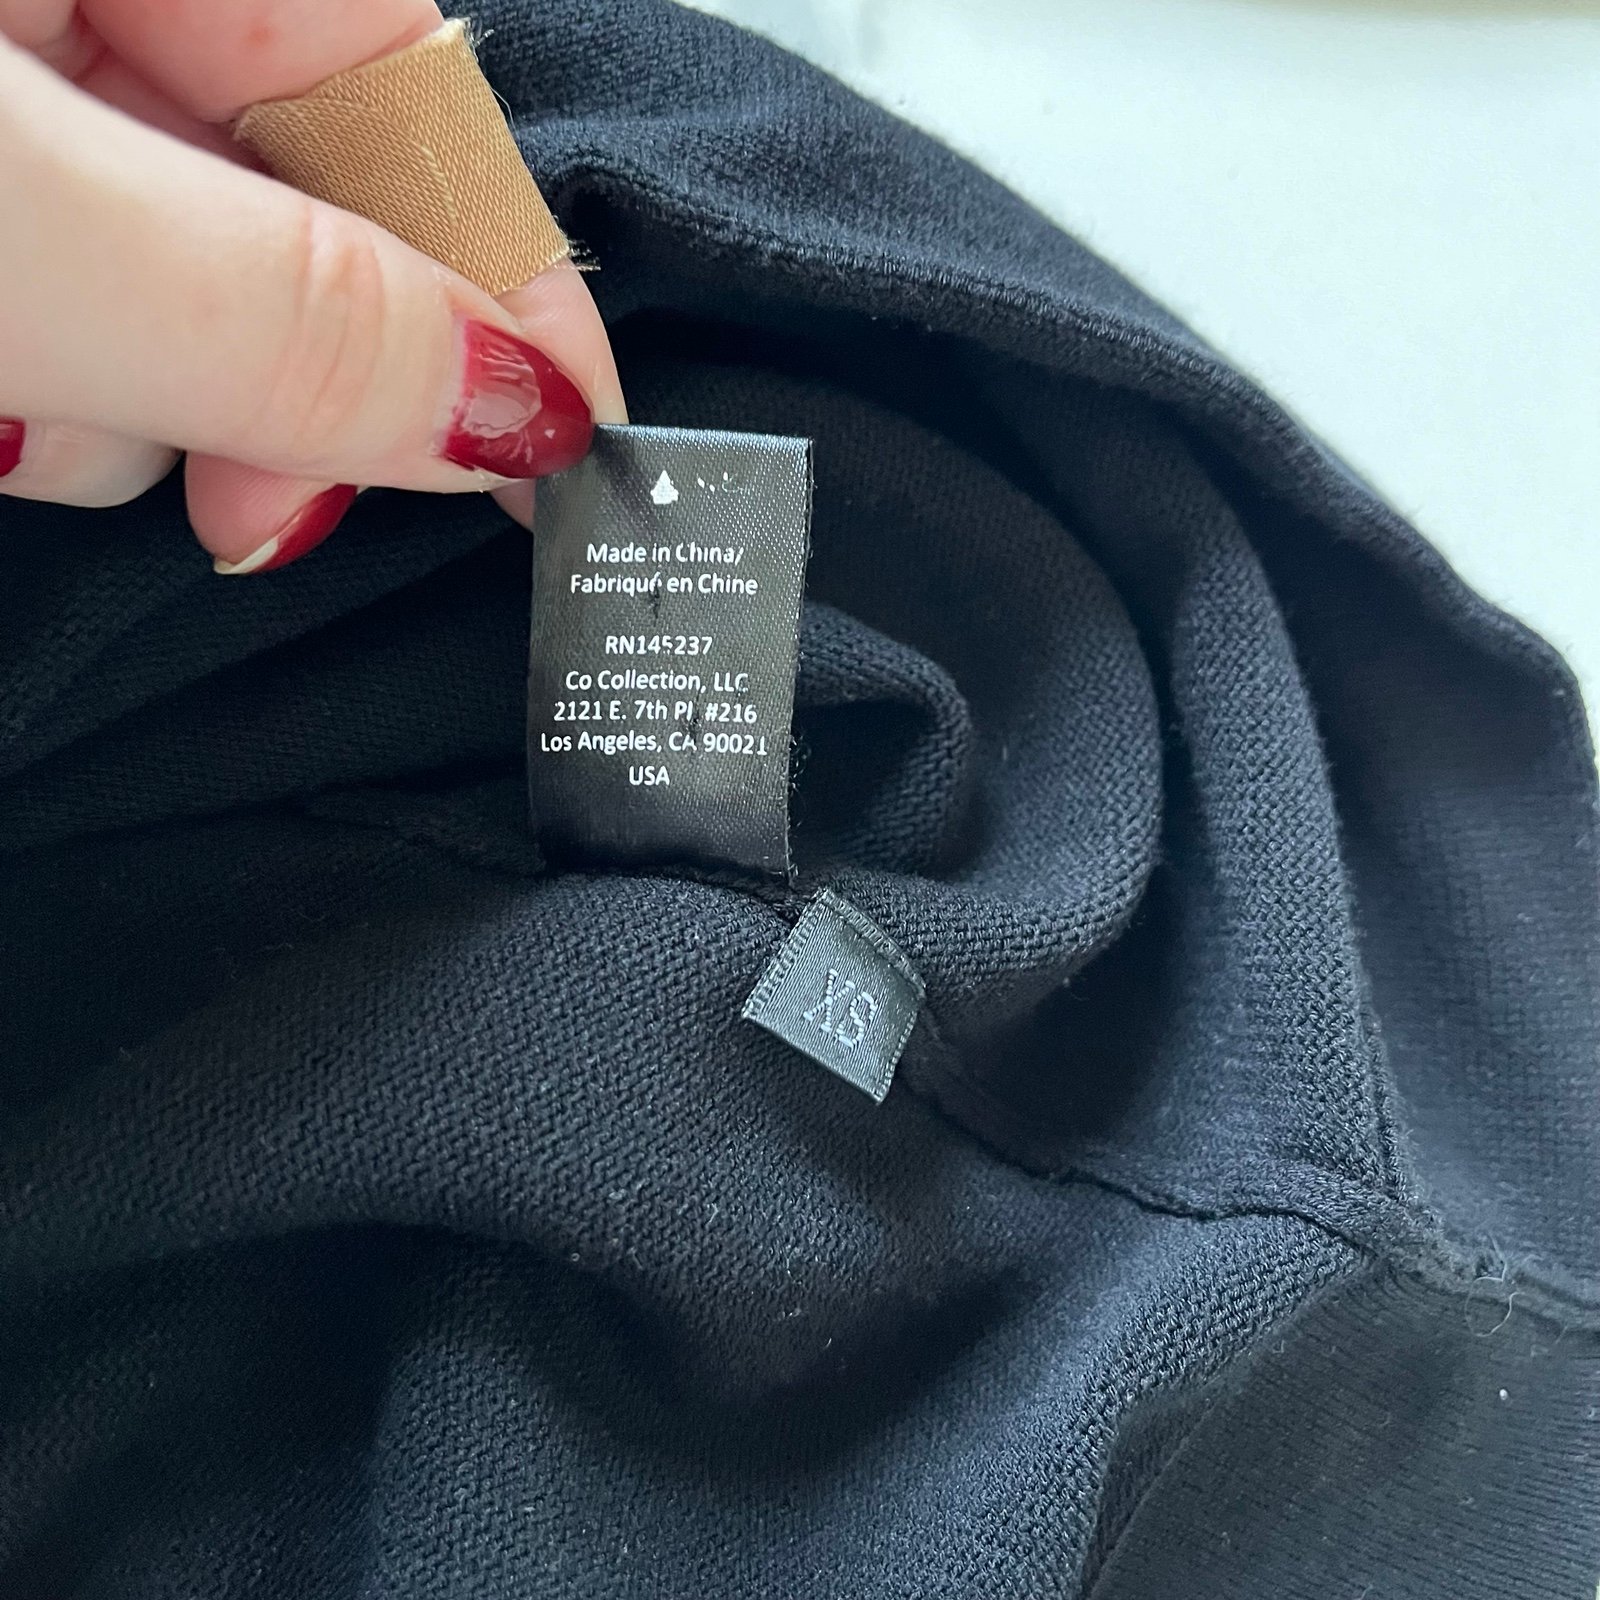 Made in China/
Fabriqué en Chine
RN145237
Co Collection, LLC
2121 E. 7th Pl #216
Los Angeles, CA 90021
USA
XS